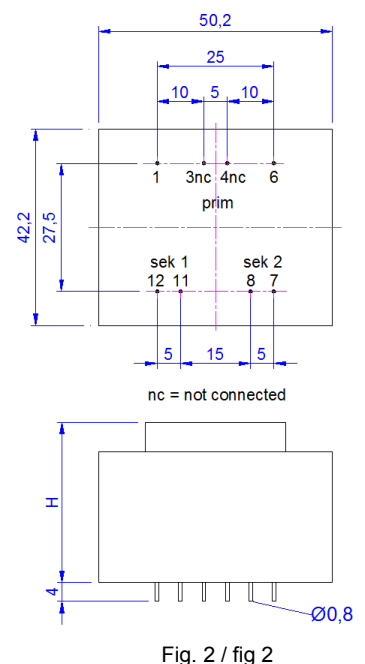 50,2
25
10 5 10
1 3nc 4nc 6
prim
42,2
27,5
sek 1 sek 2
12 11 8 7
5 15 5
nc = not connected
H
4
Ø0,8
Fig. 2 / fig 2